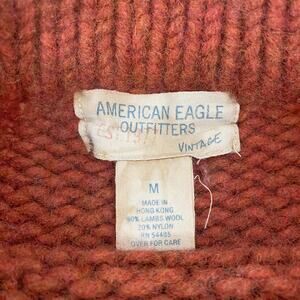 AMERICAN EAGLE
OUTFITTERS
VINTAGE
M
MADE IN
HONG KONG
80% LAMBS WOOL
20% NYLON
RN 54485
OVER FOR CARE